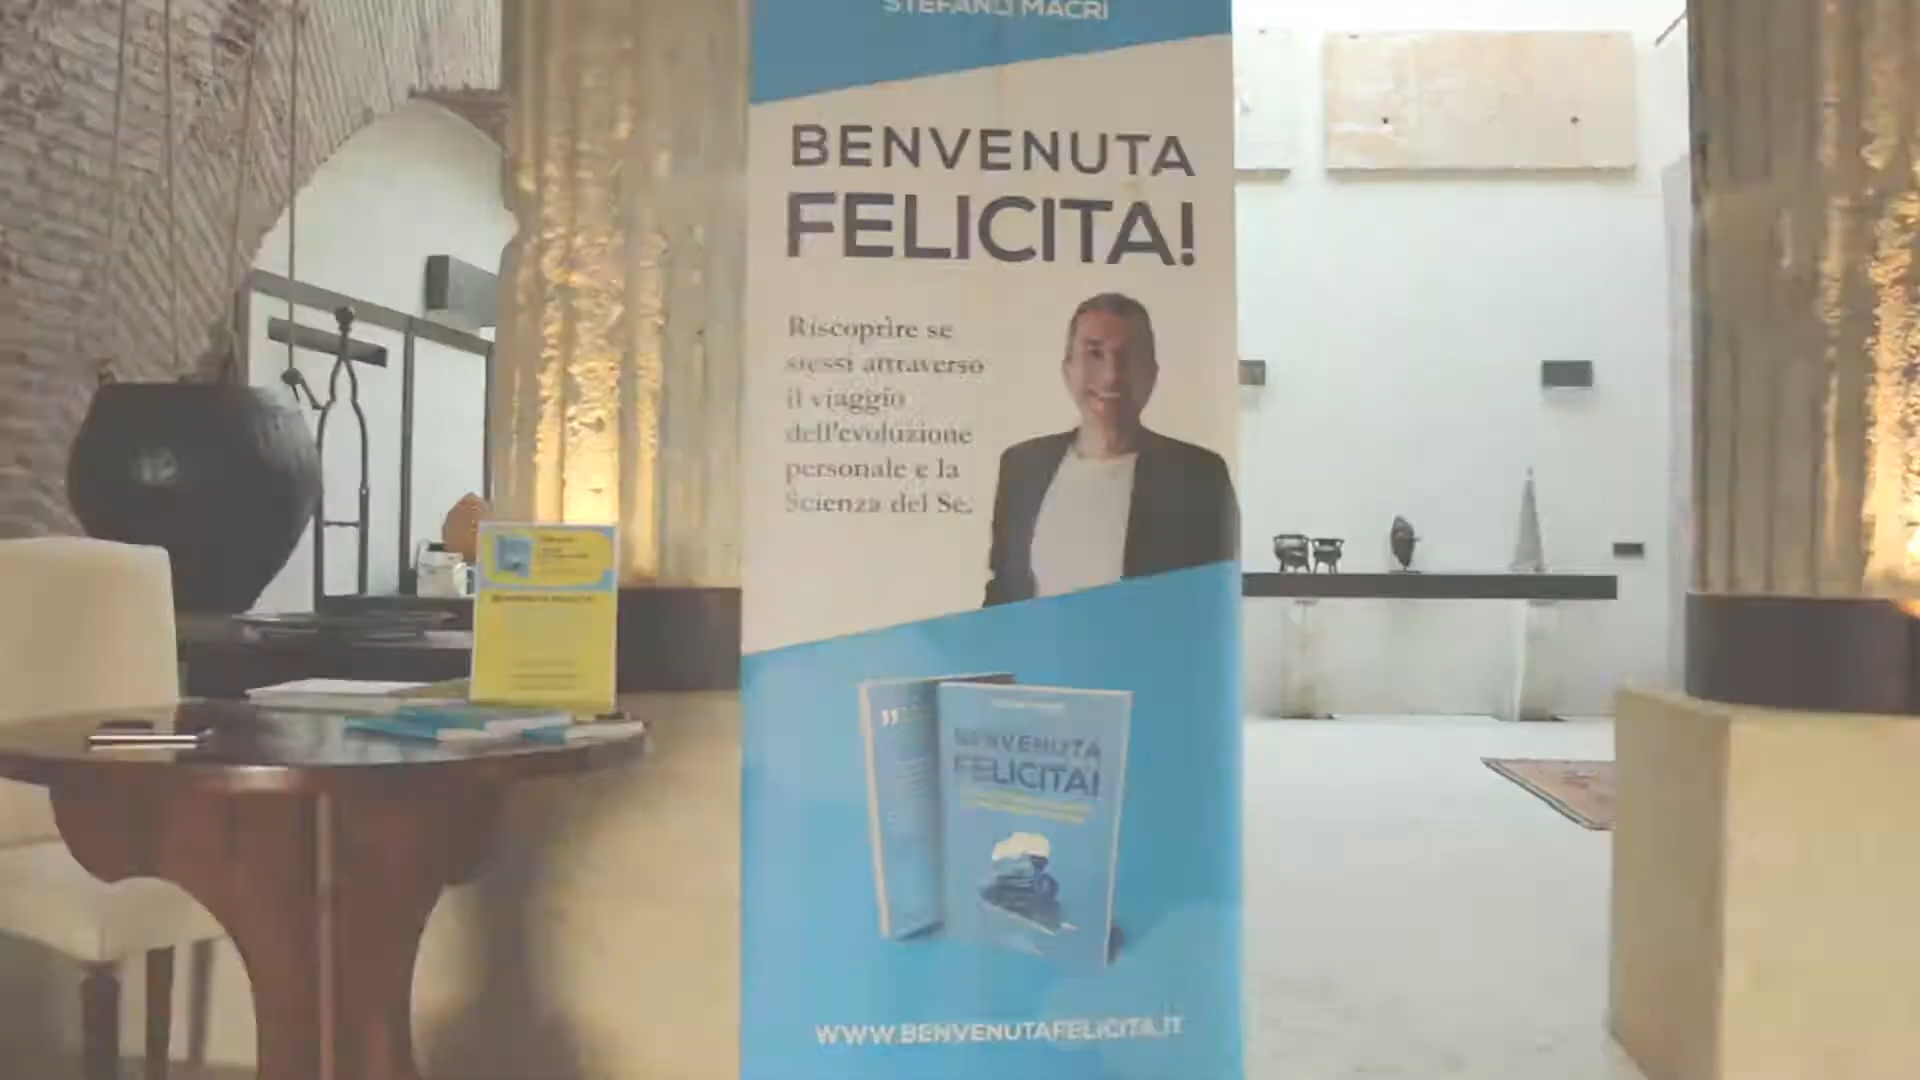 STEFANO MACRI
BENVENUTA
FELICITA!
Riscoprire se
stessi attraverso
il viaggio
dell'evoluzione
personale e la
Scienza del Se.
BENVENUTA
FELICITA!
WWW.BENVENUTAFELICITA.IT